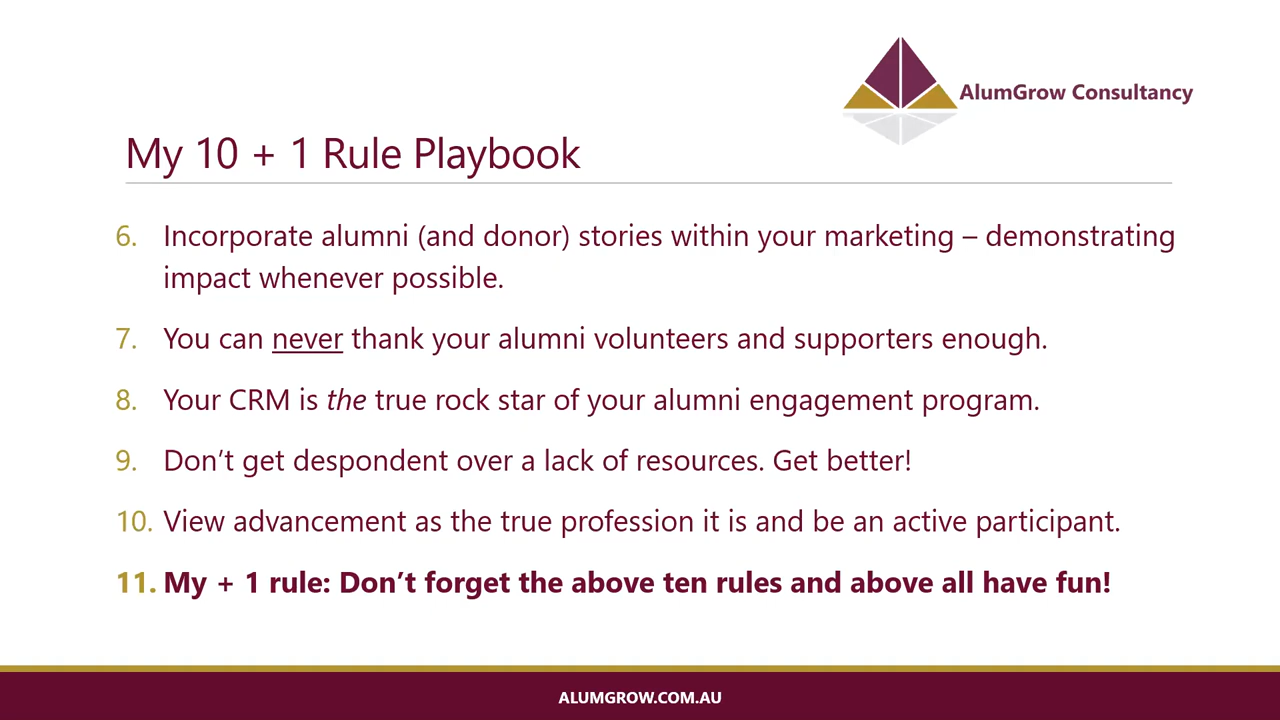 AlumGrow Consultancy
My 10 + 1 Rule Playbook
6. Incorporate alumni (and donor) stories within your marketing – demonstrating
impact whenever possible.
7. You can never thank your alumni volunteers and supporters enough.
8. Your CRM is the true rock star of your alumni engagement program.
9. Don’t get despondent over a lack of resources. Get better!
10. View advancement as the true profession it is and be an active participant.
11. My + 1 rule: Don’t forget the above ten rules and above all have fun!
ALUMGROW.COM.AU